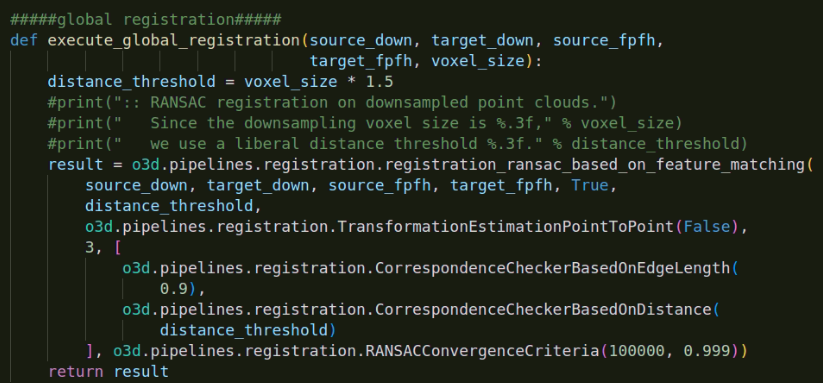 #####global registration#####
def execute_global_registration(source_down, target_down, source_fpfh,
                                target_fpfh, voxel_size):
    distance_threshold = voxel_size * 1.5
    #print(":: RANSAC registration on downsampled point clouds.")
    #print("   Since the downsampling voxel size is %.3f," % voxel_size)
    #print("   we use a liberal distance threshold %.3f." % distance_threshold)
    result = o3d.pipelines.registration.registration_ransac_based_on_feature_matching(
        source_down, target_down, source_fpfh, target_fpfh, True,
        distance_threshold,
        o3d.pipelines.registration.TransformationEstimationPointToPoint(False),
        3, [
            o3d.pipelines.registration.CorrespondenceCheckerBasedOnEdgeLength(
                0.9),
            o3d.pipelines.registration.CorrespondenceCheckerBasedOnDistance(
                distance_threshold)
        ], o3d.pipelines.registration.RANSACConvergenceCriteria(100000, 0.999))
    return result